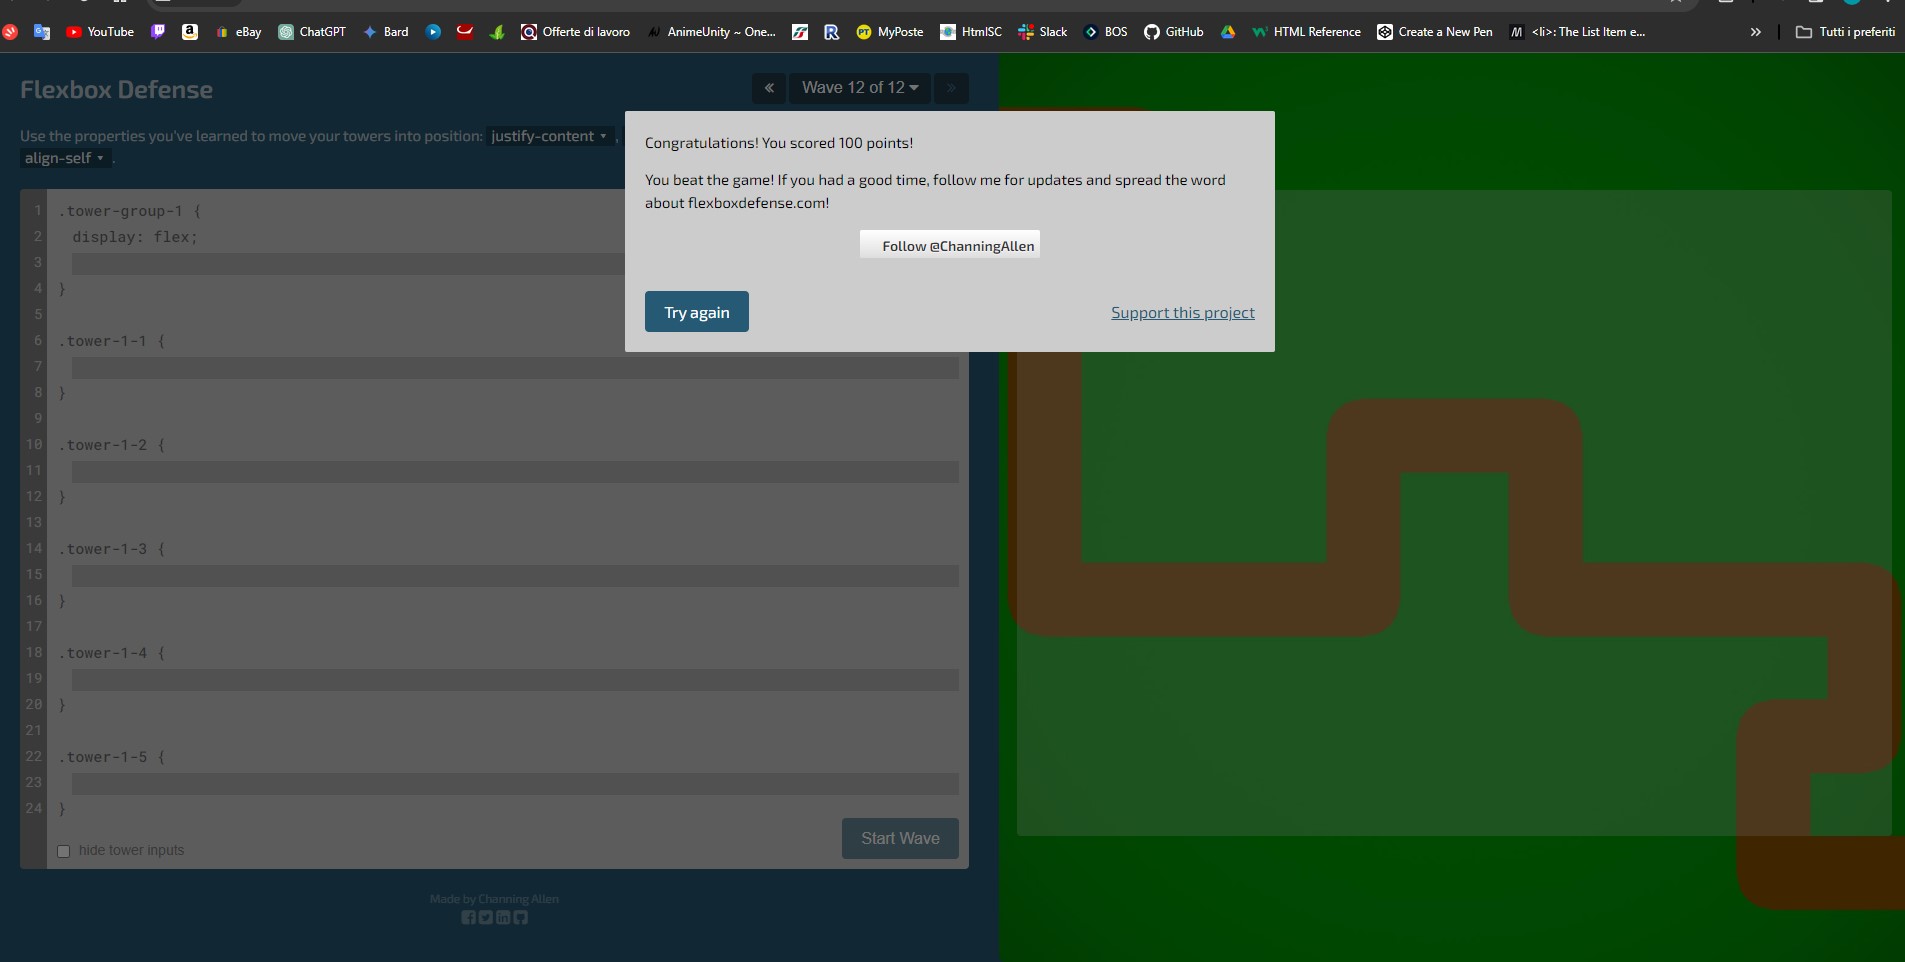 YouTube
eBay
ChatGPT
Bard
Offerte di lavoro
AnimeUnity ~ One...
MyPoste
HtmlSC
Slack
BOS
GitHub
HTML Reference
Create a New Pen
<li>: The List Item e...
Tutti i preferiti
Flexbox Defense
« Wave 12 of 12 »
Use the properties you've learned to move your towers into position: justify-content ,
align-self .
1 .tower-group-1 {
2 display: flex;
3
4 }
5
6 .tower-1-1 {
7
8 }
9
10 .tower-1-2 {
11
12 }
13
14 .tower-1-3 {
15
16 }
17
18 .tower-1-4 {
19
20 }
21
22 .tower-1-5 {
23
24 }
hide tower inputs
Start Wave
Made by Channing Allen
Congratulations! You scored 100 points!
You beat the game! If you had a good time, follow me for updates and spread the word
about flexboxdefense.com!
Follow @ChanningAllen
Try again
Support this project